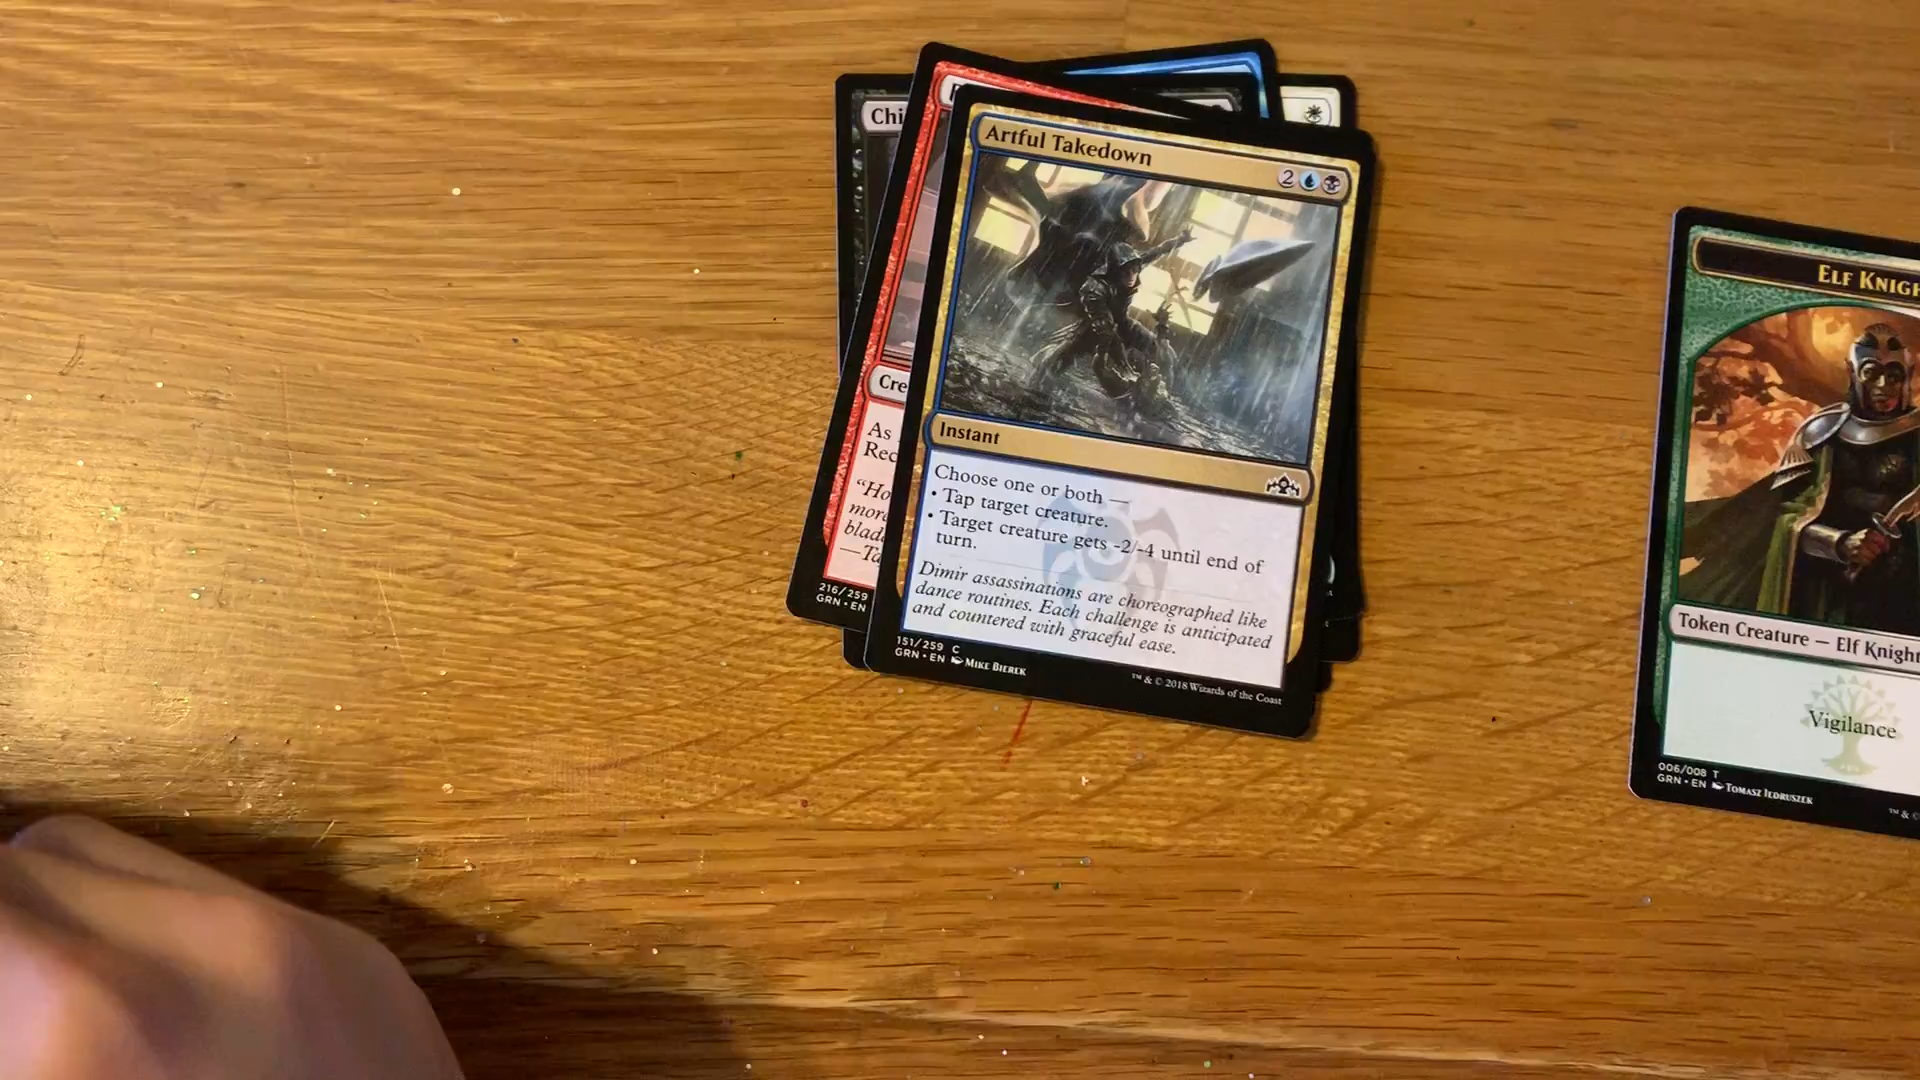 Chi
Artful Takedown
2
Instant
Choose one or both —
• Tap target creature.
• Target creature gets -2/-4 until end of
turn.
Dimir assassinations are choreographed like
dance routines. Each challenge is anticipated
and countered with graceful ease.
151/259 C
GRN • EN Mike Bierek
™ & © 2018 Wizards of the Coast
Cre
As
Rec
“Ho
more
blad
—Ta
216/259
GRN • EN
Elf Knigh
Token Creature — Elf Knight
Vigilance
006/008 T
GRN • EN Tomasz Jedruszek
™ & ©